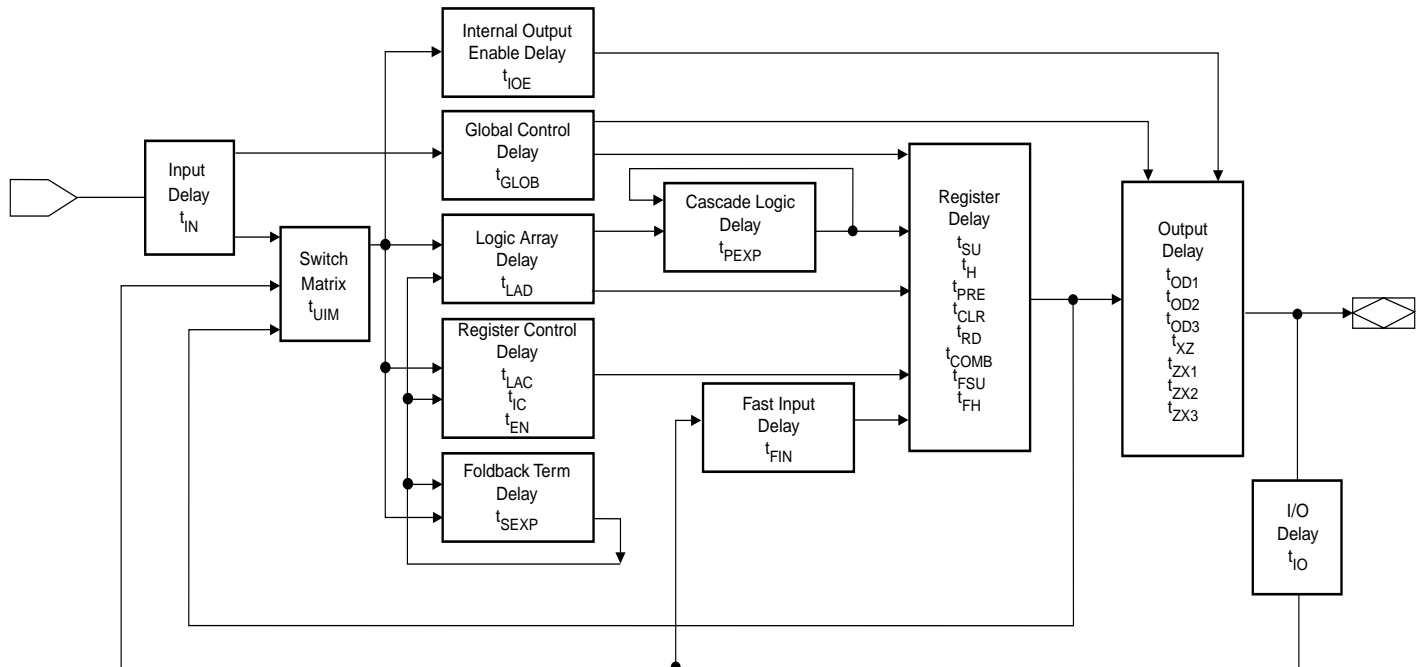 Internal Output
Enable Delay
tIOE
Global Control
Delay
tGLOB
Input
Delay
tIN
Switch
Matrix
tUIM
Logic Array
Delay
tLAD
Cascade Logic
Delay
tPEXP
Register Control
Delay
tLAC
tIC
tEN
Fast Input
Delay
tFIN
Foldback Term
Delay
tSEXP
Register
Delay
tSU
tH
tPRE
tCLR
tRD
tCOMB
tFSU
tFH
Output
Delay
tOD1
tOD2
tOD3
tXZ
tZX1
tZX2
tZX3
I/O
Delay
tIO